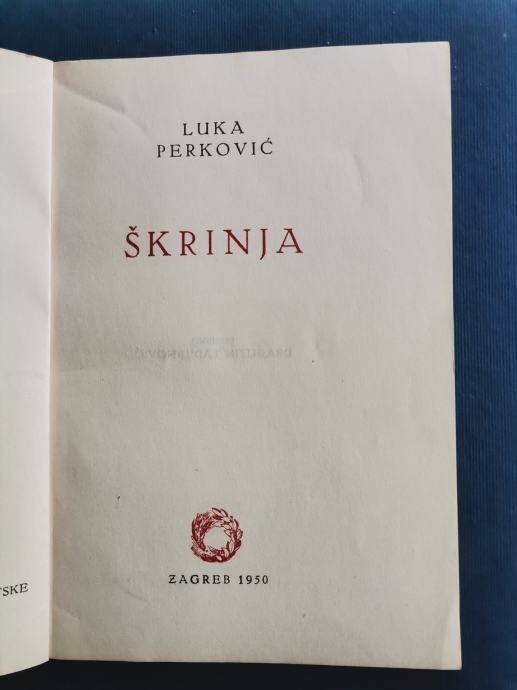 LUKA
PERKOVIĆ
ŠKRINJA
ZAGREB 1950
TSKE